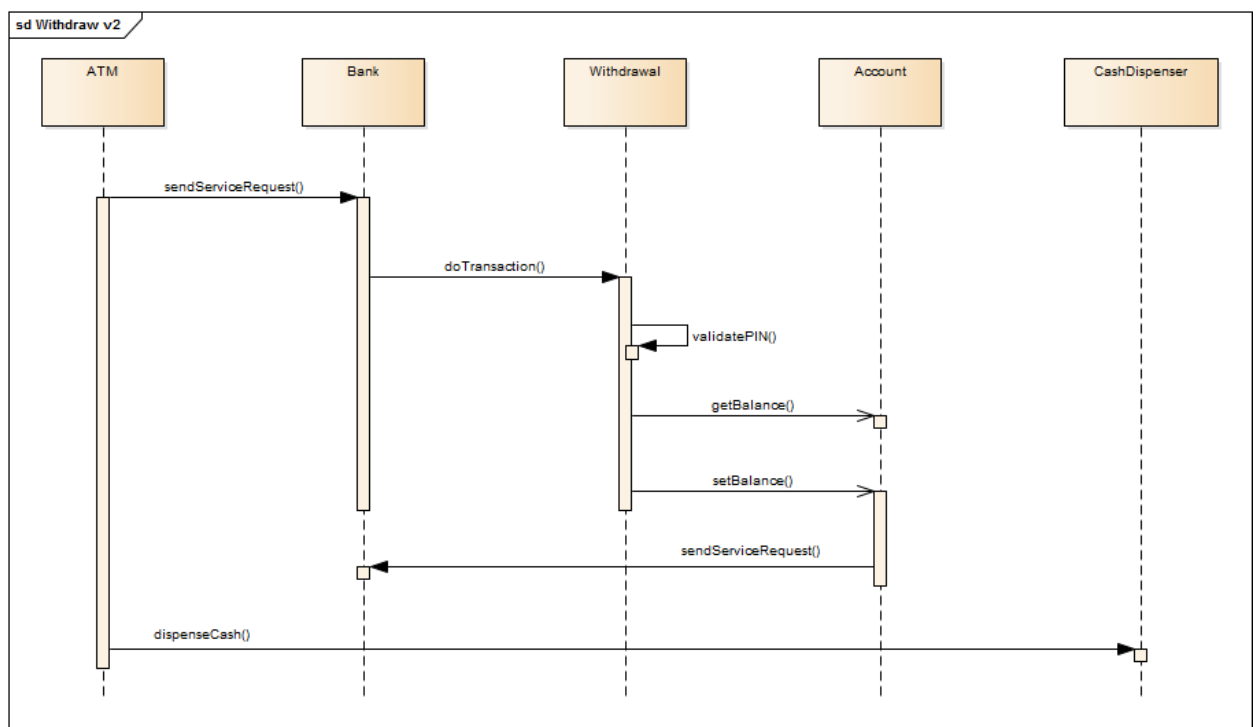 sd Withdraw v2
ATM
Bank
Withdrawal
Account
CashDispenser
sendServiceRequest()
doTransaction()
validatePIN()
getBalance()
setBalance()
sendServiceRequest()
dispenseCash()